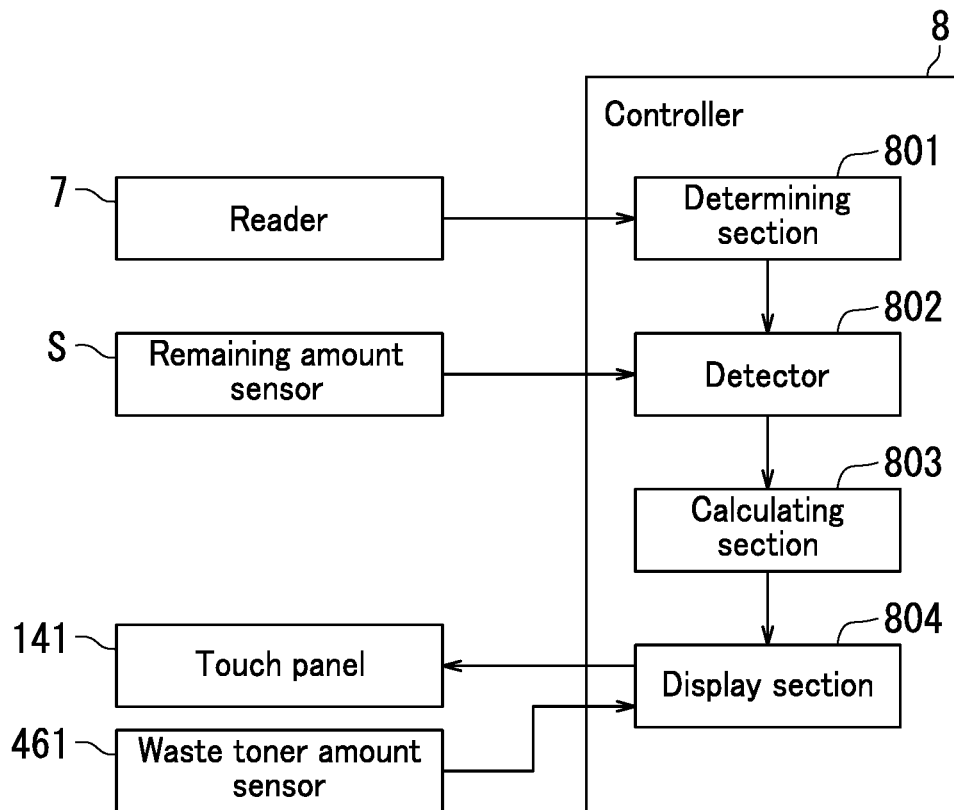 8
Controller
801
7
Reader
Determining
section
802
S
Remaining amount
sensor
Detector
803
Calculating
section
804
141
Touch panel
Display section
461
Waste toner amount
sensor